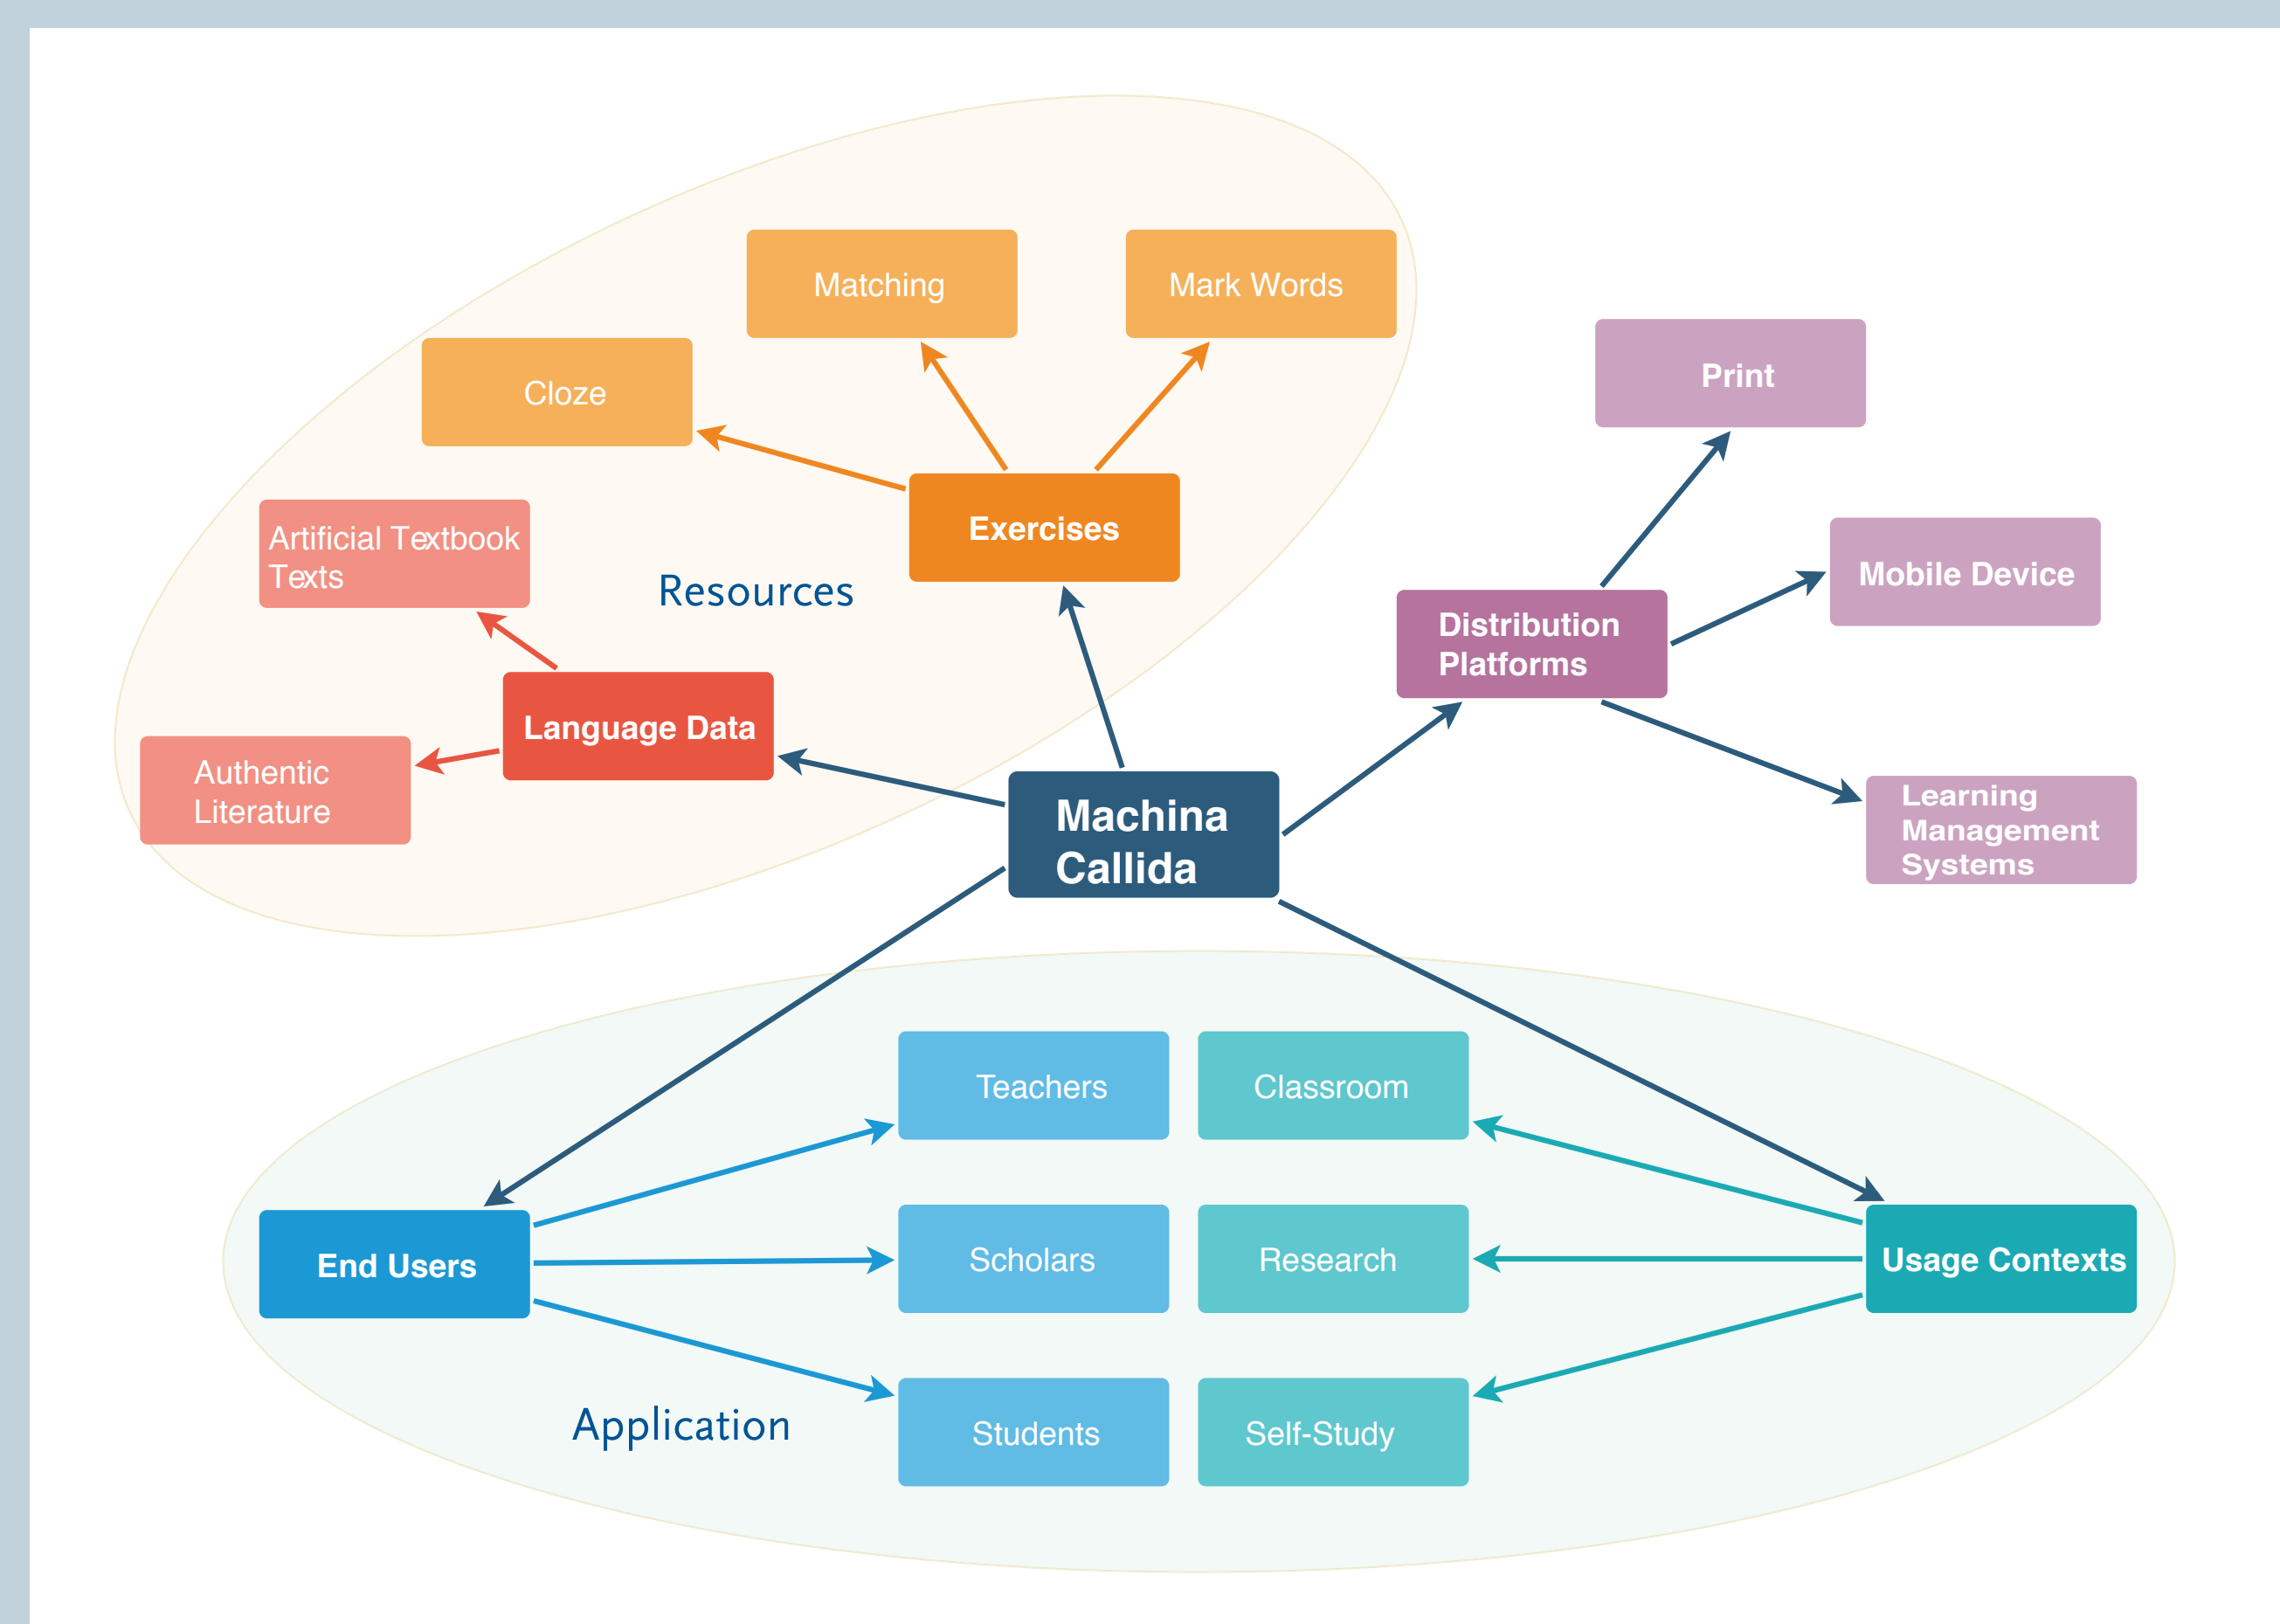 Matching
Mark Words
Cloze
Print
Exercises
Artificial Textbook
Texts
Resources
Mobile Device
Distribution
Platforms
Language Data
Authentic
Literature
Machina
Callida
Learning
Management
Systems
Teachers
Classroom
End Users
Scholars
Research
Usage Contexts
Application
Students
Self-Study